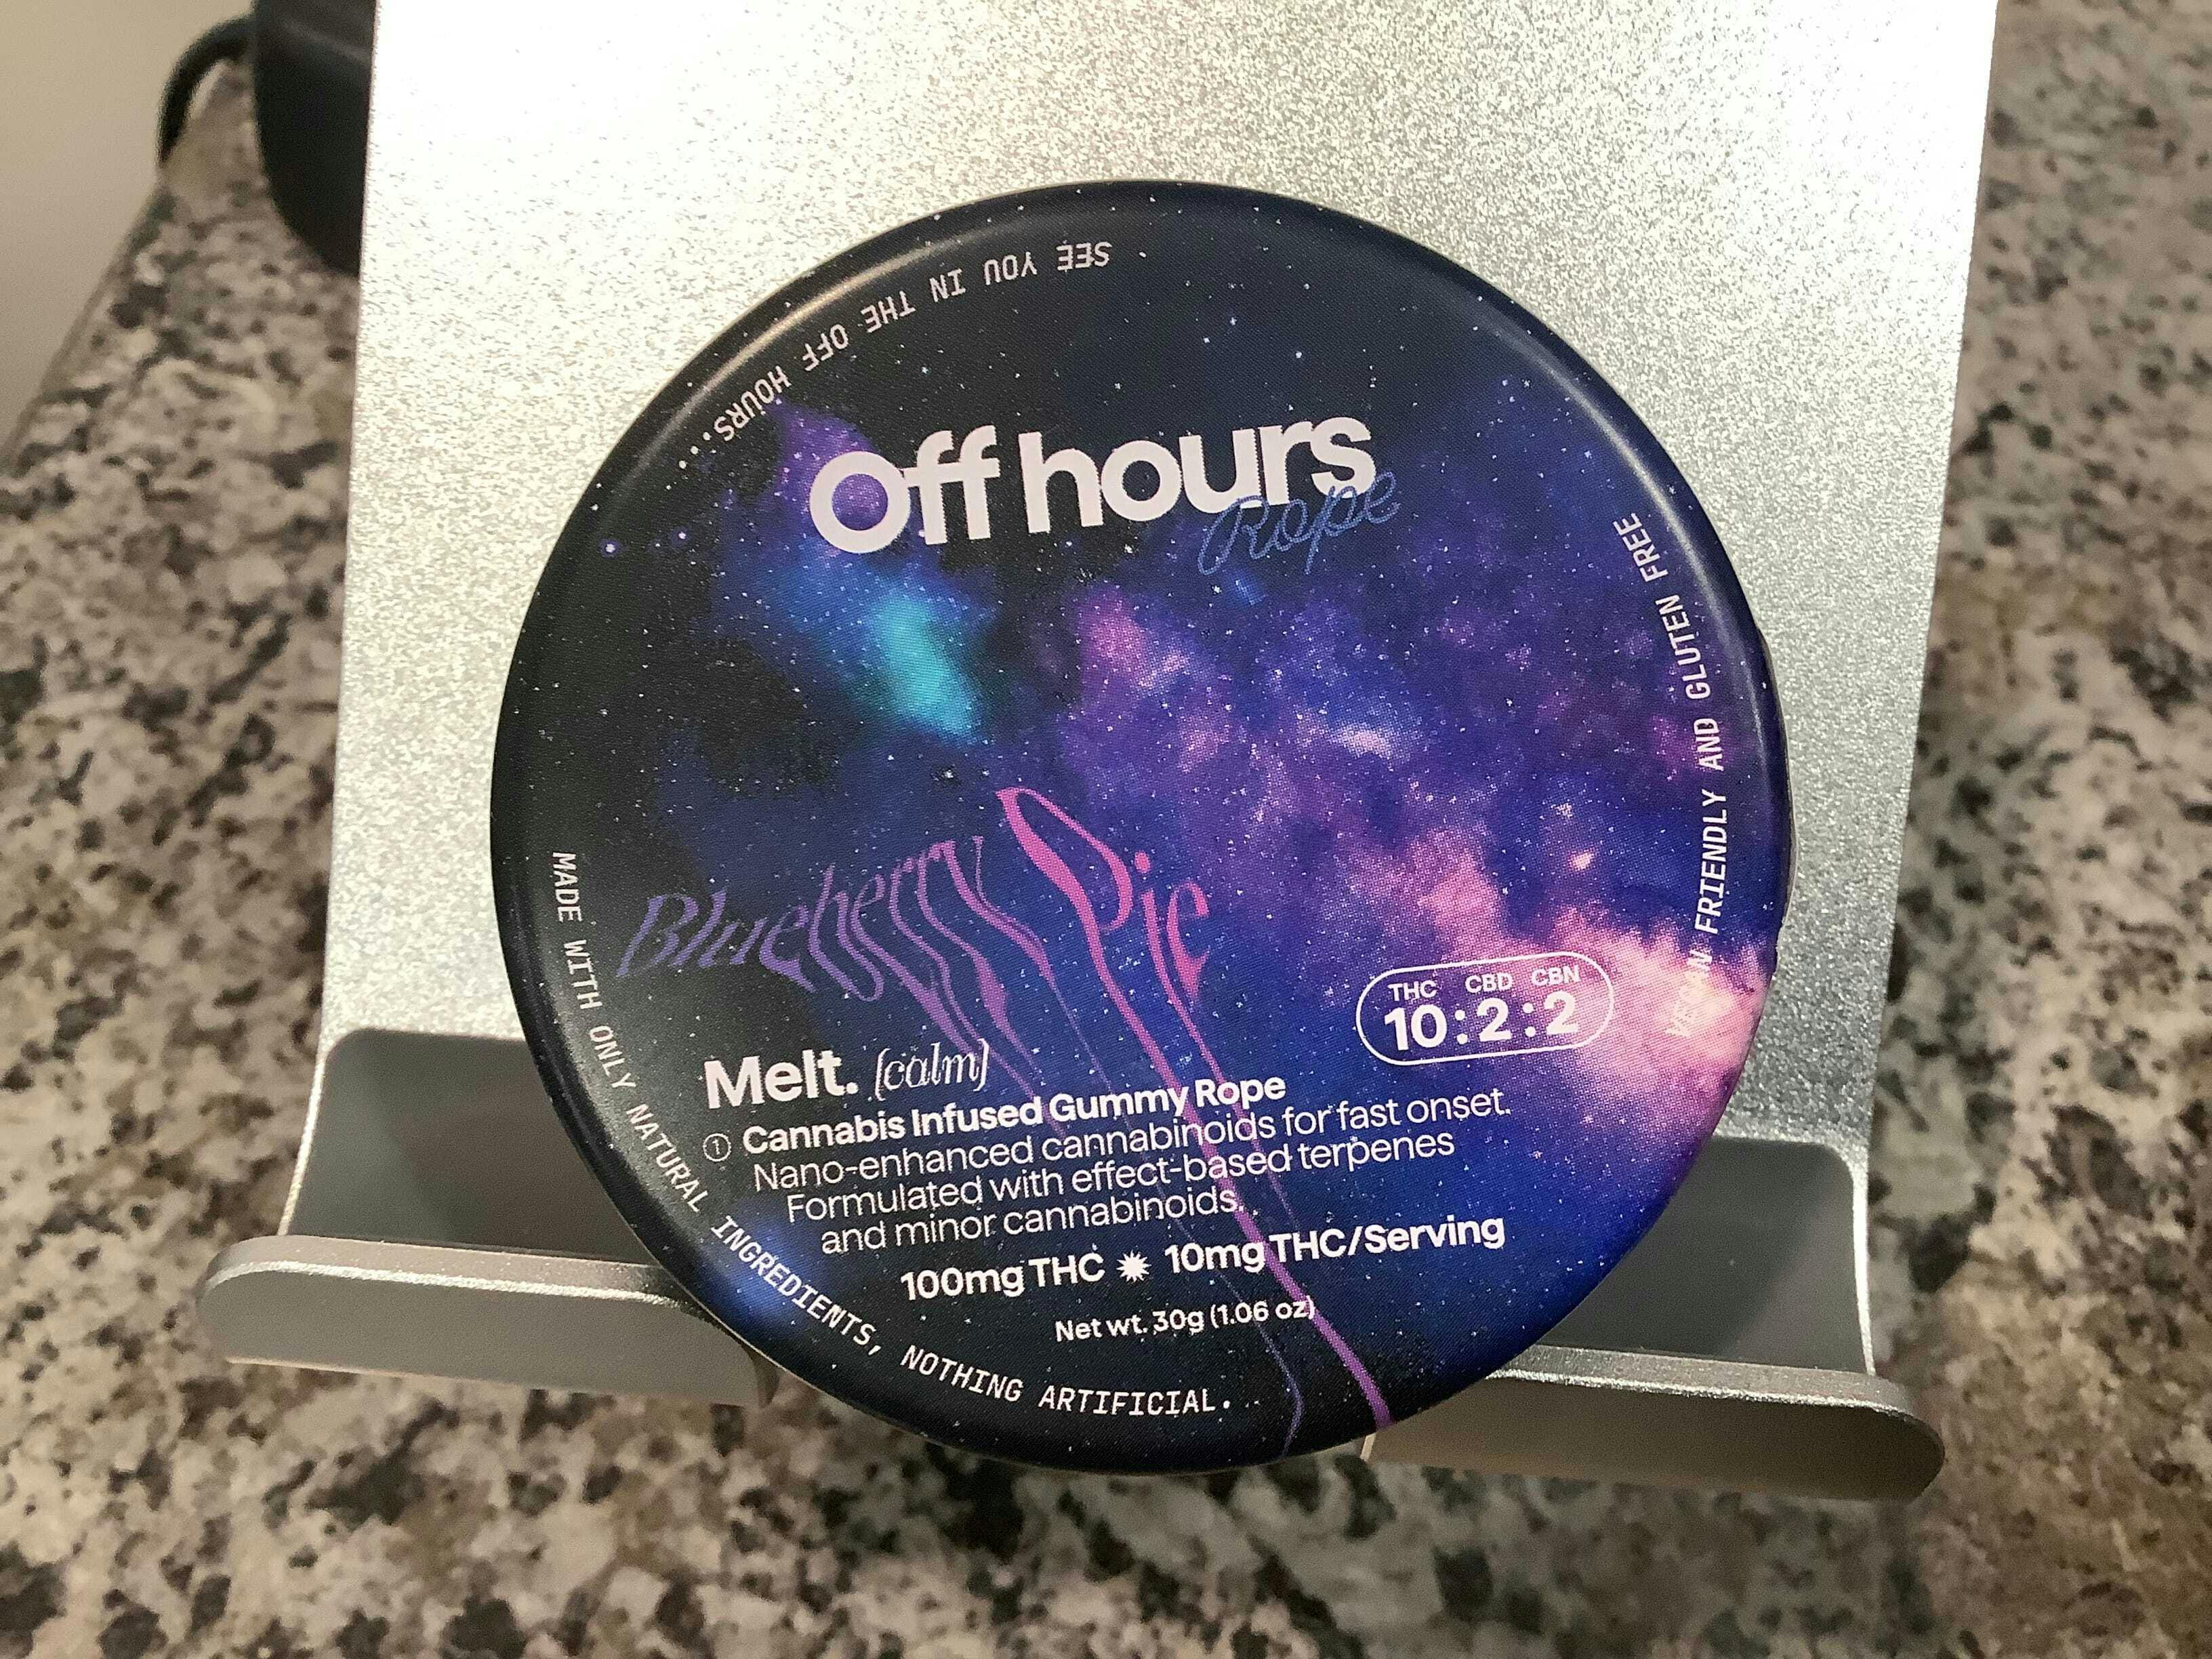 SEE YOU IN THE OFF HOURS...
Off hours
Rope
VEGAN FRIENDLY AND GLUTEN FREE
Blueberry Pie
THC CBD CBN
10:2:2
Melt. [calm]
① Cannabis Infused Gummy Rope
Nano-enhanced cannabinoids for fast onset.
Formulated with effect-based terpenes
and minor cannabinoids.
100mg THC ✹ 10mg THC/Serving
Net wt. 30g (1.06 oz)
MADE WITH ONLY NATURAL INGREDIENTS, NOTHING ARTIFICIAL.